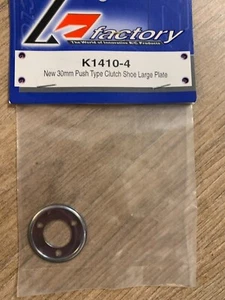 factory
The World of Innovative R/C Products
K1410-4
New 30mm Push Type Clutch Shoe Large Plate